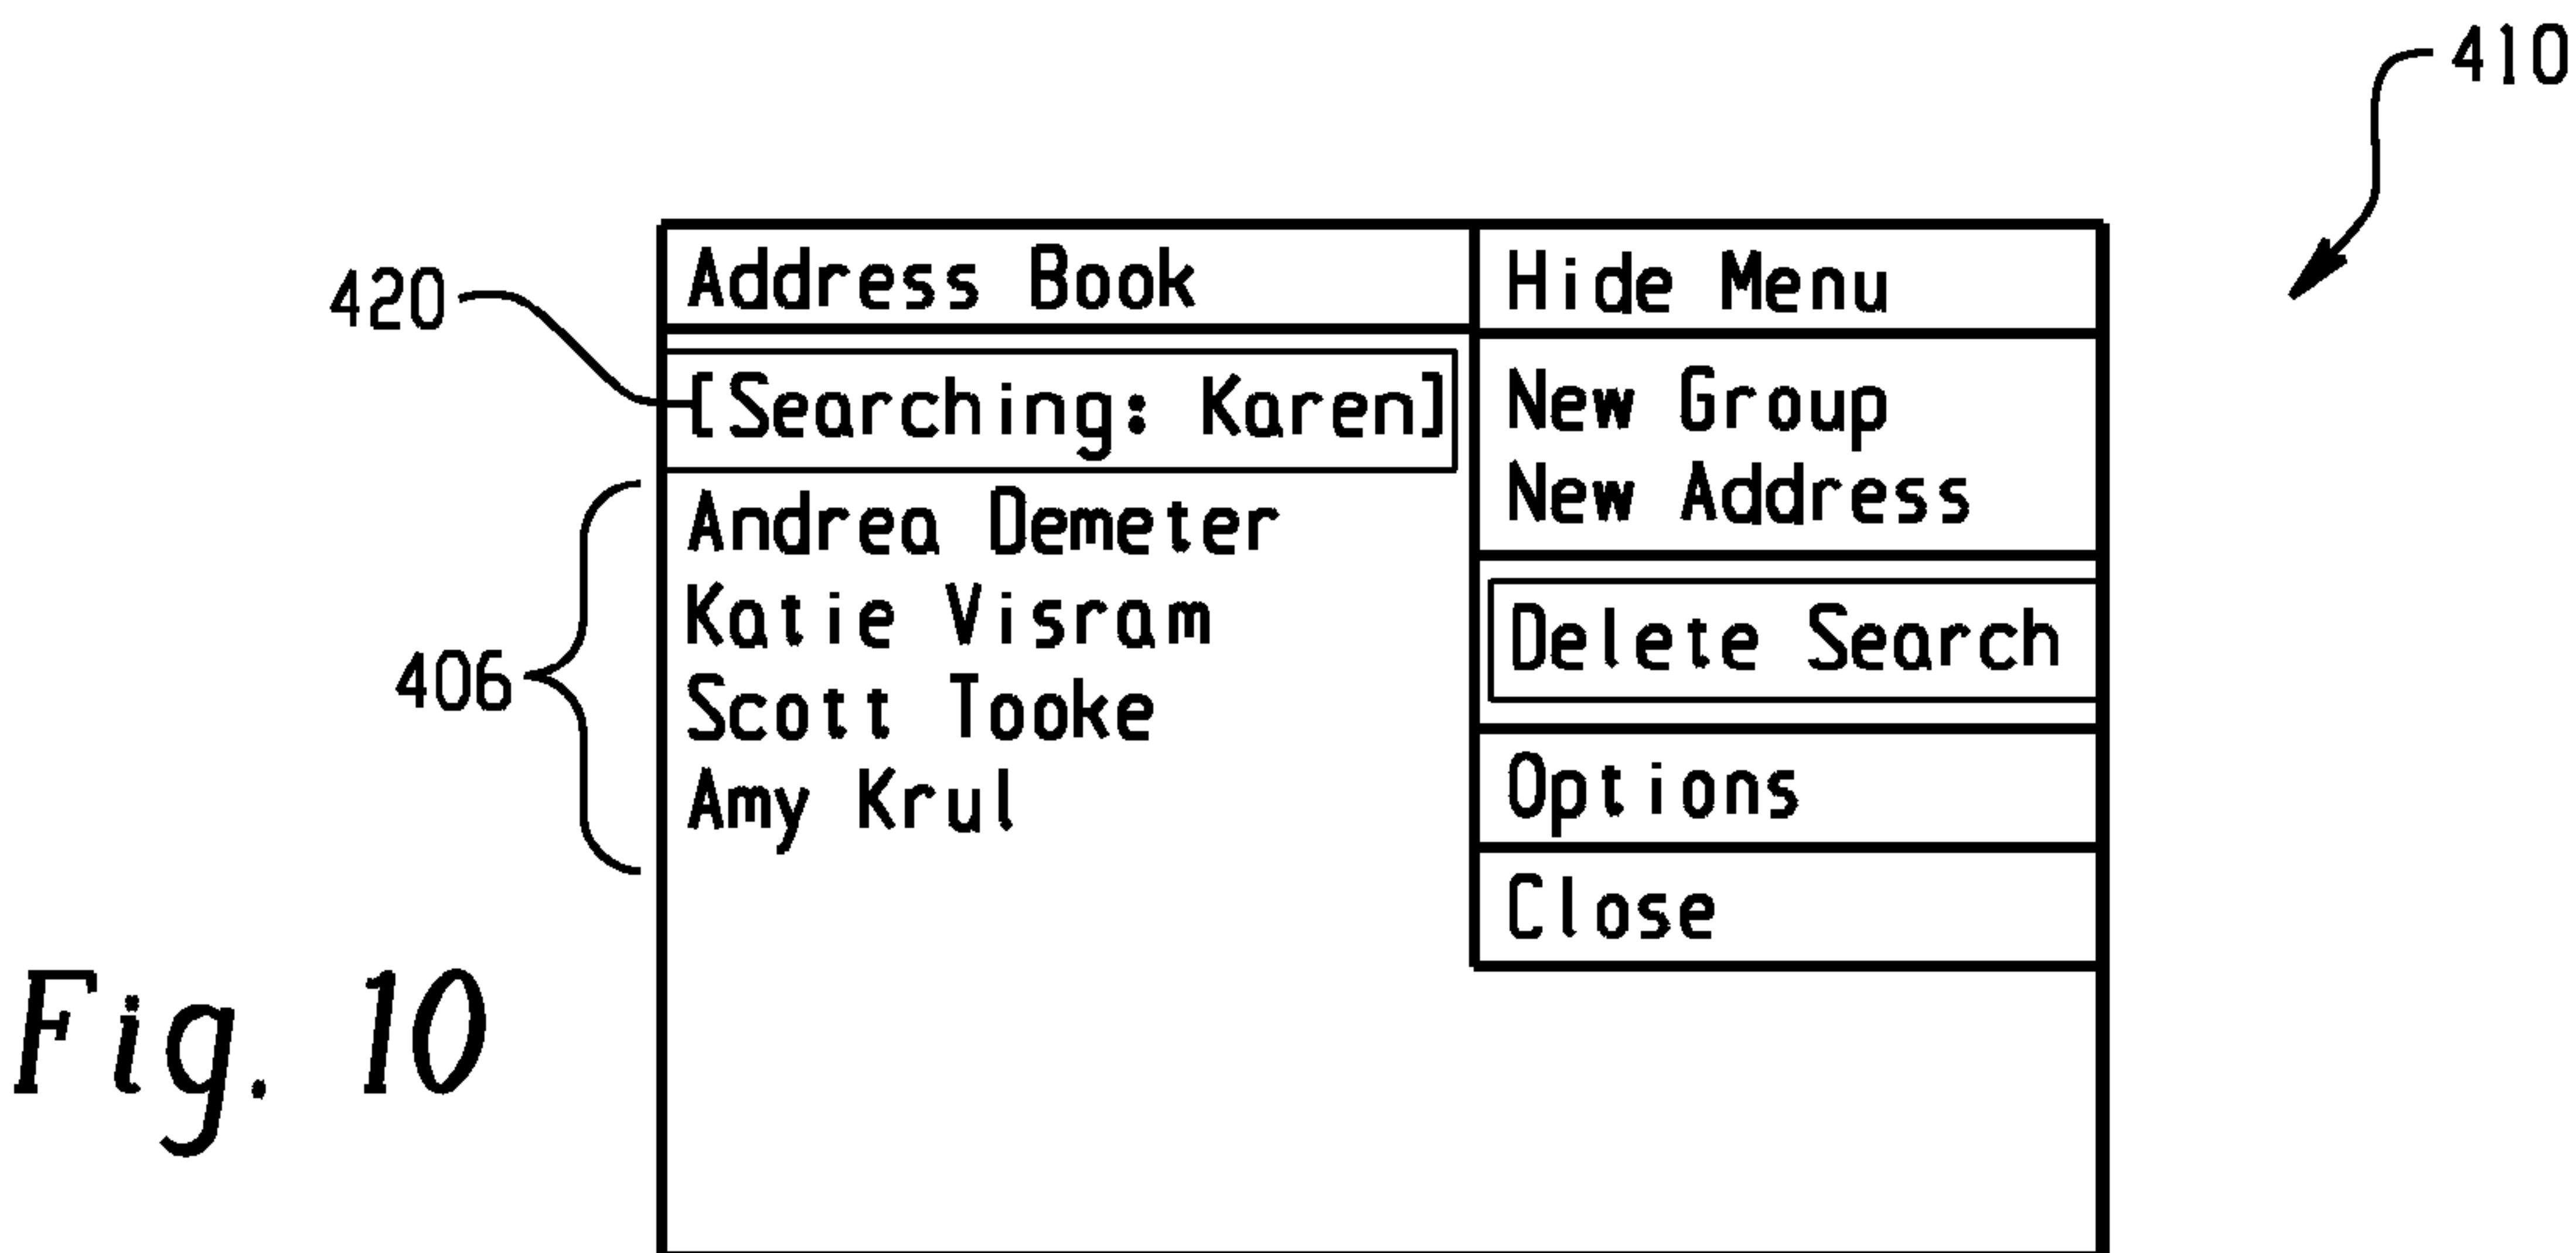 410
Address Book
Hide Menu
420
[Searching: Karen]
New Group
New Address
406
Andrea Demeter
Katie Visram
Scott Tooke
Amy Krul
Delete Search
Options
Close
Fig. 10